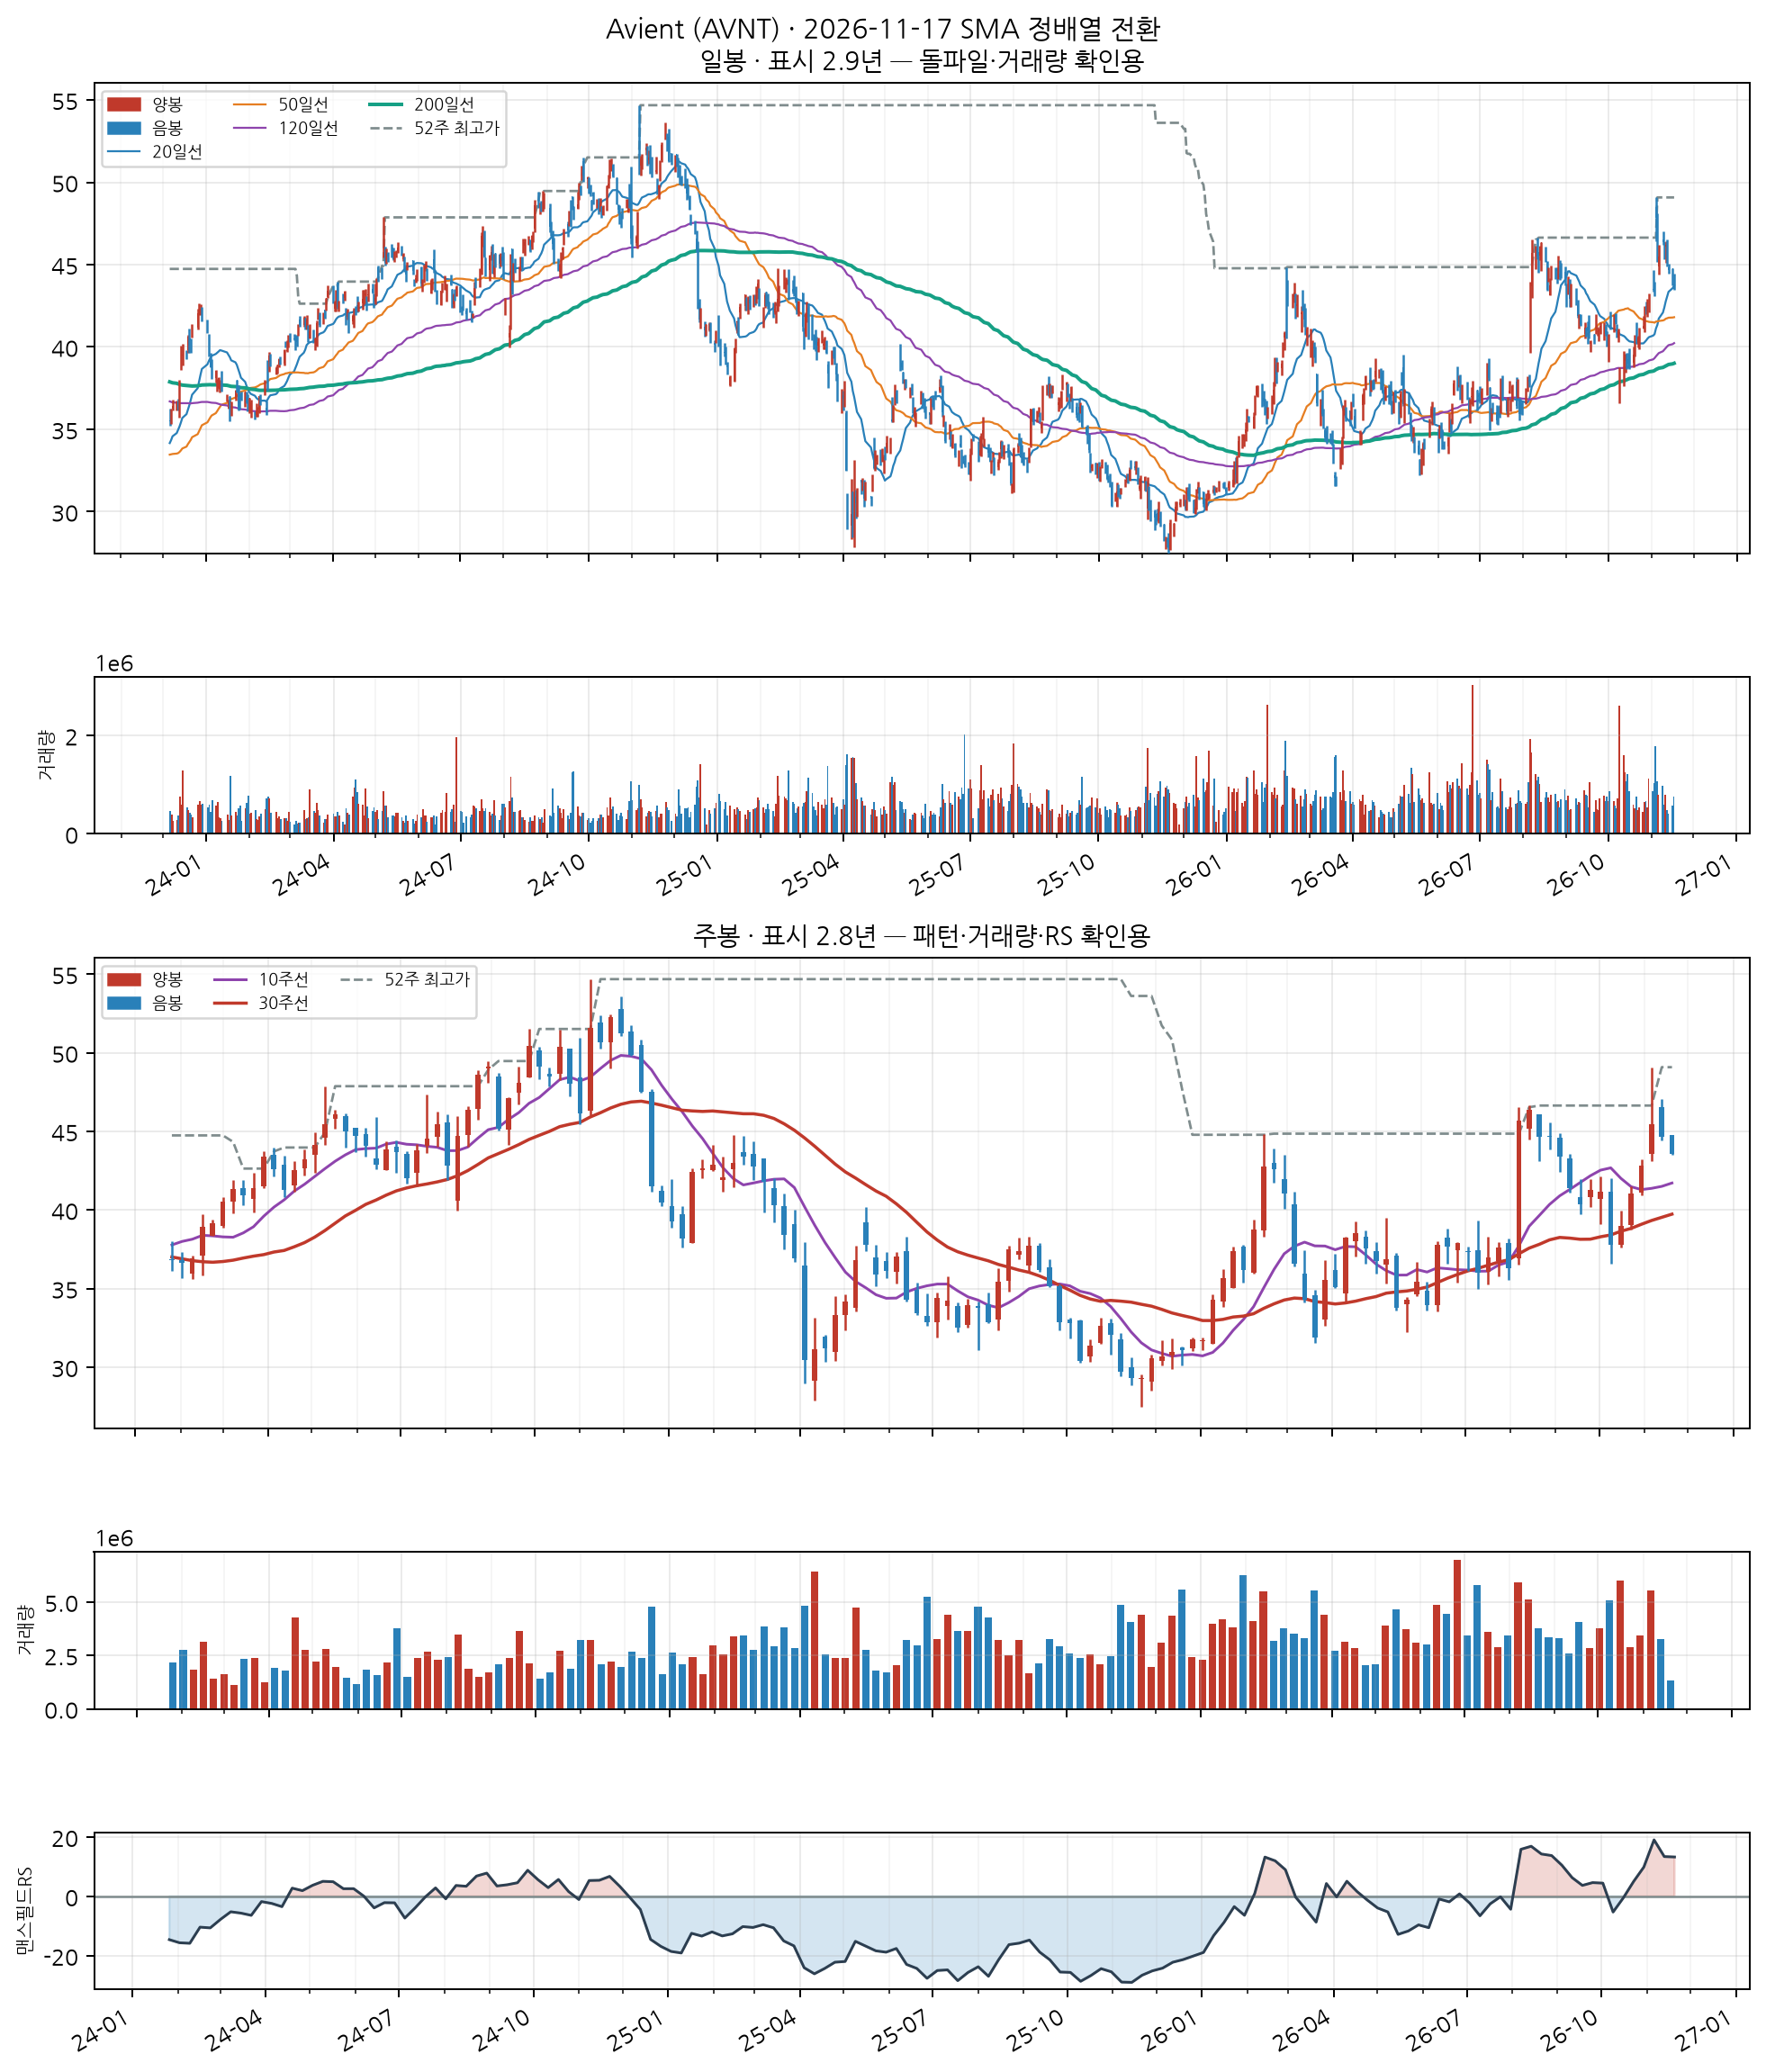 Avient (AVNT) · 2026-11-17 SMA 정배열 전환
일봉 · 표시 2.9년 — 돌파일·거래량 확인용
양봉
음봉
20일선
50일선
120일선
200일선
52주 최고가
55
50
45
40
35
30
1e6
거래량
2
0
24-01
24-04
24-07
24-10
25-01
25-04
25-07
25-10
26-01
26-04
26-07
26-10
27-01
주봉 · 표시 2.8년 — 패턴·거래량·RS 확인용
양봉
음봉
10주선
30주선
52주 최고가
55
50
45
40
35
30
1e6
거래량
5.0
2.5
0.0
맨스필드RS
20
0
-20
24-01
24-04
24-07
24-10
25-01
25-04
25-07
25-10
26-01
26-04
26-07
26-10
27-01